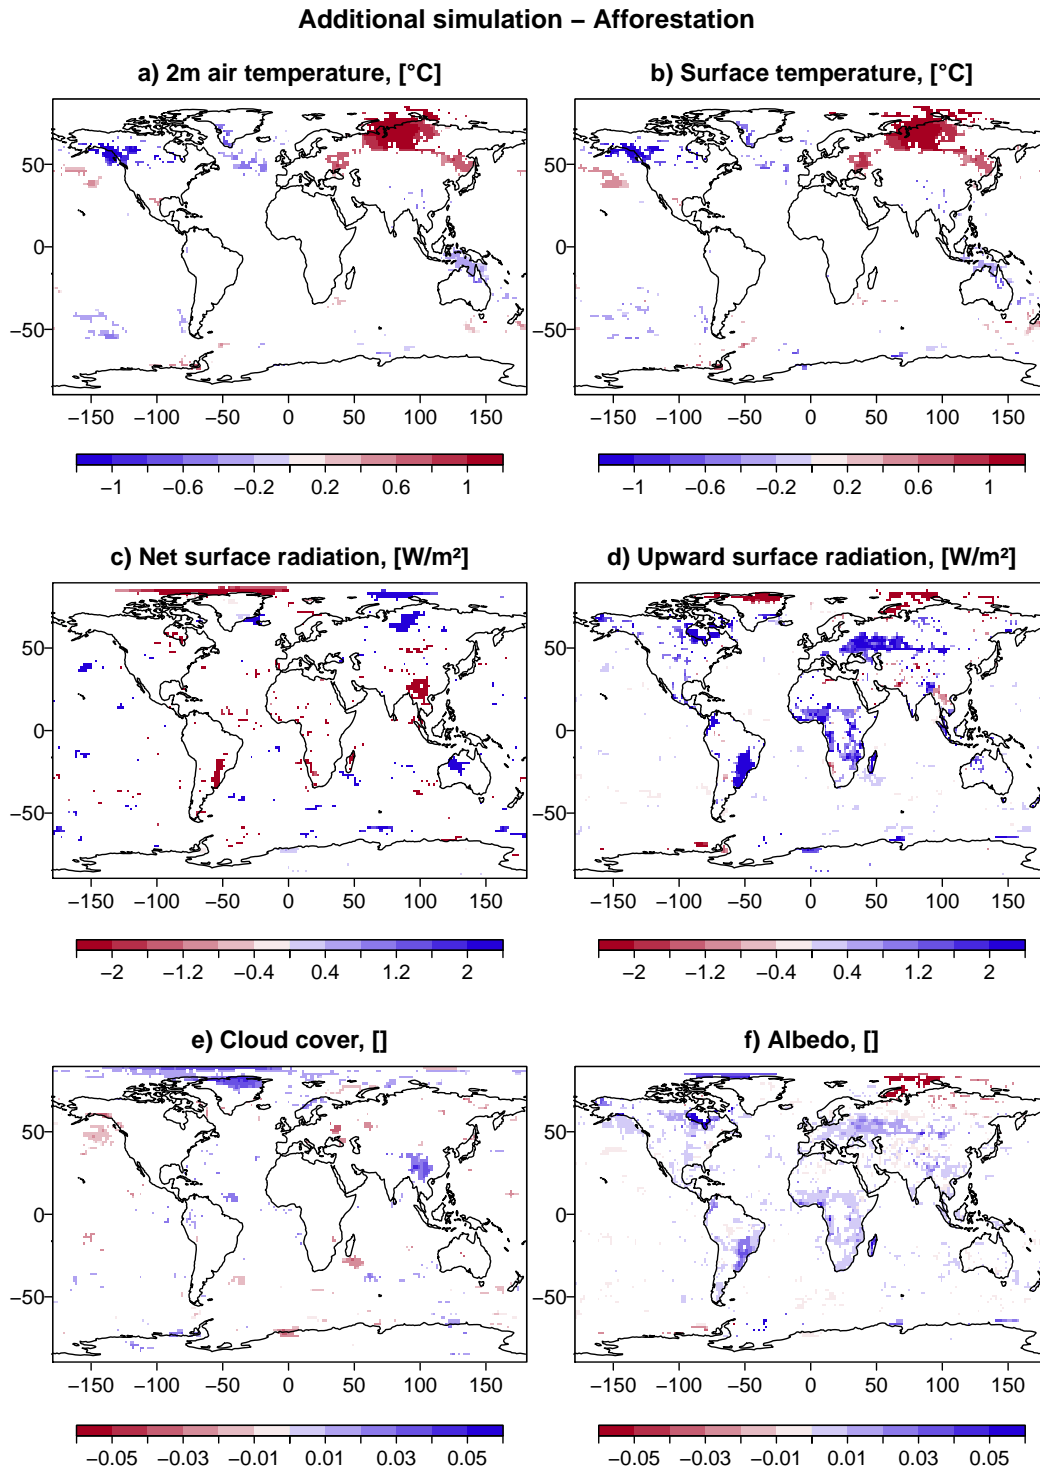 Additional simulation − Afforestation
a) 2m air temperature, [°C]
b) Surface temperature, [°C]
50
0
−50
−150 −100 −50 0 50 100 150
−1 −0.6 −0.2 0.2 0.6 1
50
0
−50
−150 −100 −50 0 50 100 150
−1 −0.6 −0.2 0.2 0.6 1
c) Net surface radiation, [W/m²]
d) Upward surface radiation, [W/m²]
50
0
−50
−150 −100 −50 0 50 100 150
−2 −1.2 −0.4 0.4 1.2 2
50
0
−50
−150 −100 −50 0 50 100 150
−2 −1.2 −0.4 0.4 1.2 2
e) Cloud cover, []
f) Albedo, []
50
0
−50
−150 −100 −50 0 50 100 150
−0.05 −0.03 −0.01 0.01 0.03 0.05
50
0
−50
−150 −100 −50 0 50 100 150
−0.05 −0.03 −0.01 0.01 0.03 0.05